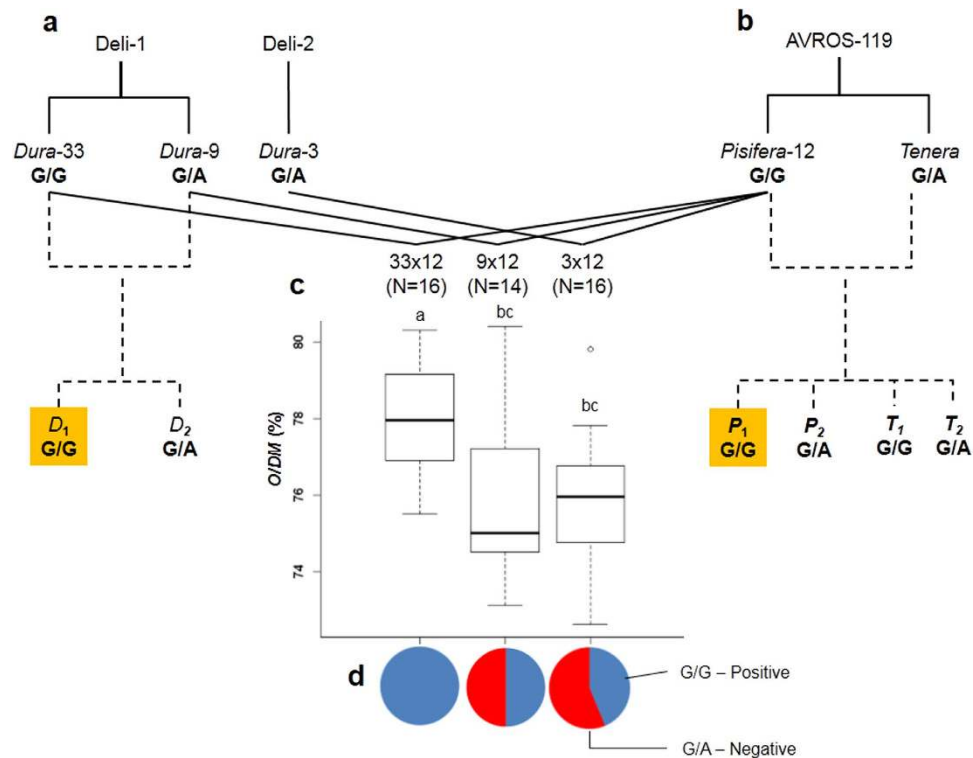 a
Deli-1
Deli-2
Dura-33
G/G
Dura-9
G/A
Dura-3
G/A
b
AVROS-119
Pisifera-12
G/G
Tenera
G/A
33x12
(N=16)
9x12
(N=14)
3x12
(N=16)
D1
G/G
D2
G/A
c
a
bc
bc
O/DM (%)
80
78
76
74
P1
G/G
P2
G/A
T1
G/G
T2
G/A
d
G/G – Positive
G/A – Negative